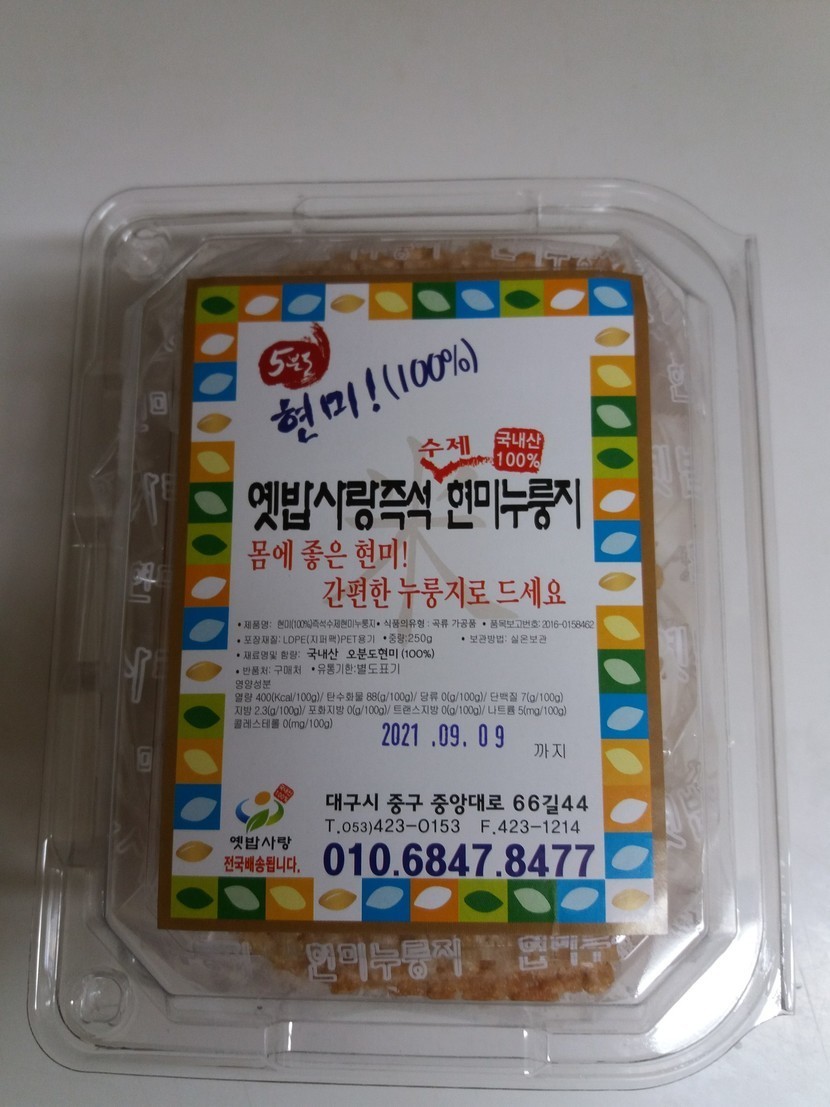 5분도
현미!(100%)
수제
국내산
100%
옛밥사랑즉석 현미누룽지
몸에 좋은 현미!
간편한 누룽지로 드세요
• 제품명: 현미(100%)즉석수제현미누룽지 • 식품의유형 : 곡류 가공품 • 품목보고번호: 2016-0158462
• 포장재질: LDPE(지퍼팩)PET용기 • 중량:250g • 보관방법: 실온보관
• 재료명및 함량: 국내산 오분도현미 (100%)
• 반품처: 구매처 • 유통기한:별도표기
영양성분
열량 400(Kcal/100g)/ 탄수화물 88(g/100g)/ 당류 0(g/100g)/ 단백질 7(g/100g)
지방 2.3(g/100g)/ 포화지방 0(g/100g)/ 트랜스지방 0(g/100g)/ 나트륨 5(mg/100g)
콜레스테롤 0(mg/100g)
2021 .09. 09
까지
대구시 중구 중앙대로 66길44
T.053)423-0153 F.423-1214
010.6847.8477
옛밥사랑
전국배송됩니다.
현미누룽지